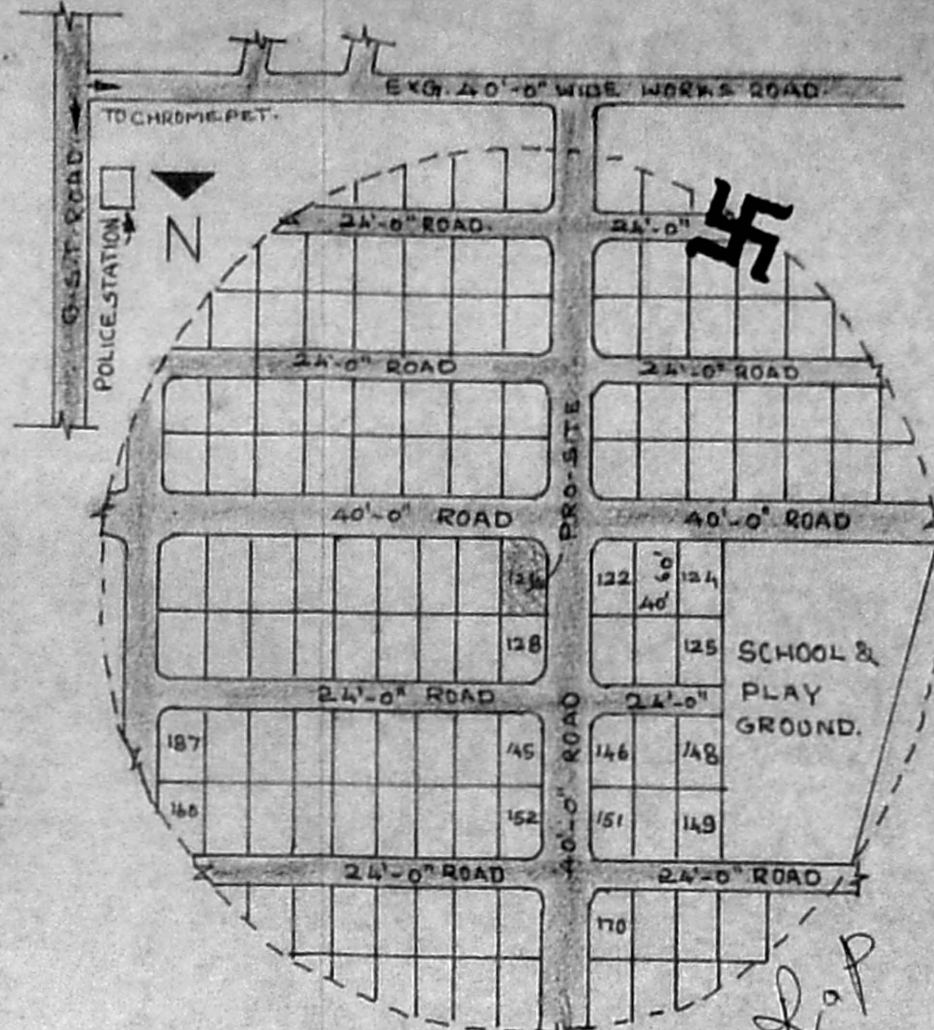 EXG. 40'-0" WIDE WORKS ROAD.
TO CHROMEPET.
G.S.T. ROAD.
POLICE STATION
N
24'-0" ROAD.
24'-0"
24'-0" ROAD
24'-0" ROAD
PRO-SITE
40'-0" ROAD
40'-0" ROAD
122
40'
124
128
125
SCHOOL &
PLAY
GROUND.
24'-0" ROAD
24'-0"
40'-0" ROAD
187
145
146
148
160
152
151
149
24'-0" ROAD
24'-0" ROAD
170